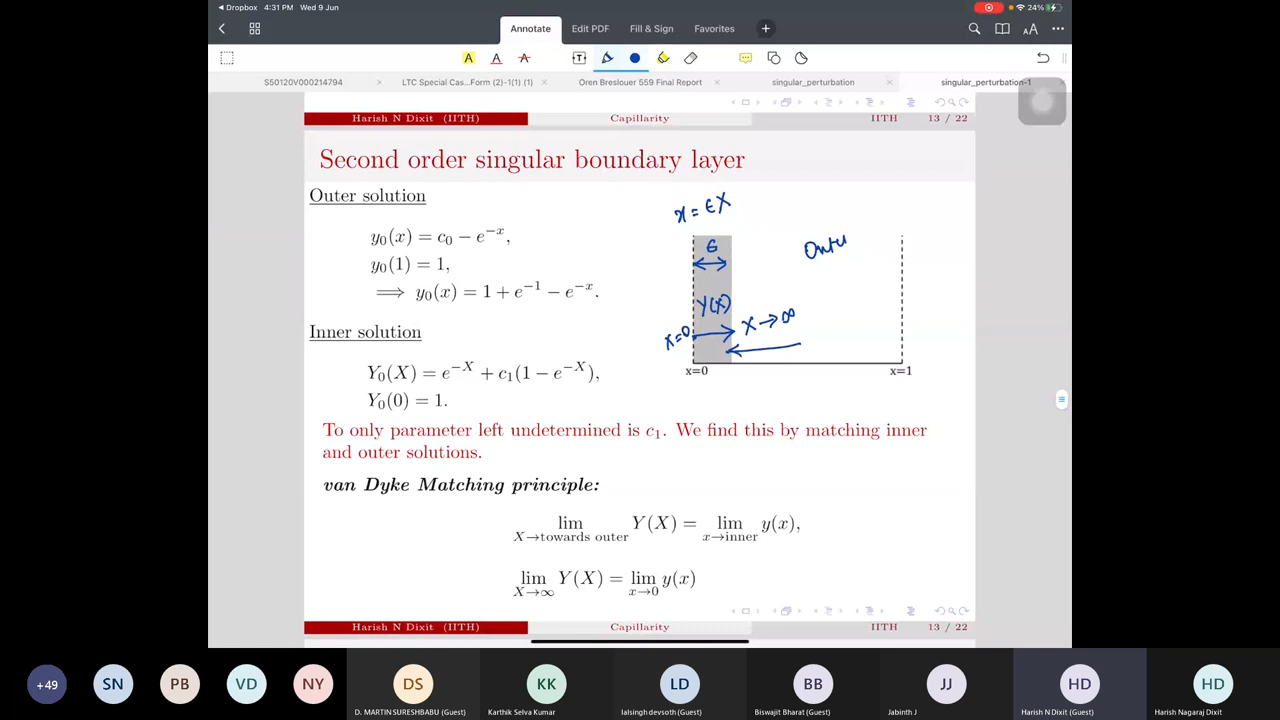 Dropbox 4:31 PM Wed 9 Jun 24%
Annotate Edit PDF Fill & Sign Favorites
S50120V000214794 LTC Special Cas...Form (2)-1(1) (1) Oren Breslouer 559 Final Report singular_perturbation singular_perturbation-1
Harish N Dixit (IITH) Capillarity IITH 13 / 22
Second order singular boundary layer
Outer solution
x = ϵX
y₀(x) = c₀ − e^{−x},
ϵ
Oute
y₀(1) = 1,
⟹ y₀(x) = 1 + e^{−1} − e^{−x}.
Y(X)
X→∞
Inner solution
X=0
Y₀(X) = e^{−X} + c₁(1 − e^{−X}),
x=0 x=1
Y₀(0) = 1.
To only parameter left undetermined is c₁. We find this by matching inner
and outer solutions.
van Dyke Matching principle:
lim_{X→towards outer} Y(X) = lim_{x→inner} y(x),
lim_{X→∞} Y(X) = lim_{x→0} y(x)
Harish N Dixit (IITH) Capillarity IITH 13 / 22
+49 SN PB VD NY DS KK LD BB JJ HD HD
D. MARTIN SURESHBABU (Guest) Karthik Selva Kumar lalsingh devsoth (Guest) Biswajit Bharat (Guest) Jabinth J Harish N Dixit (Guest) Harish Nagaraj Dixit